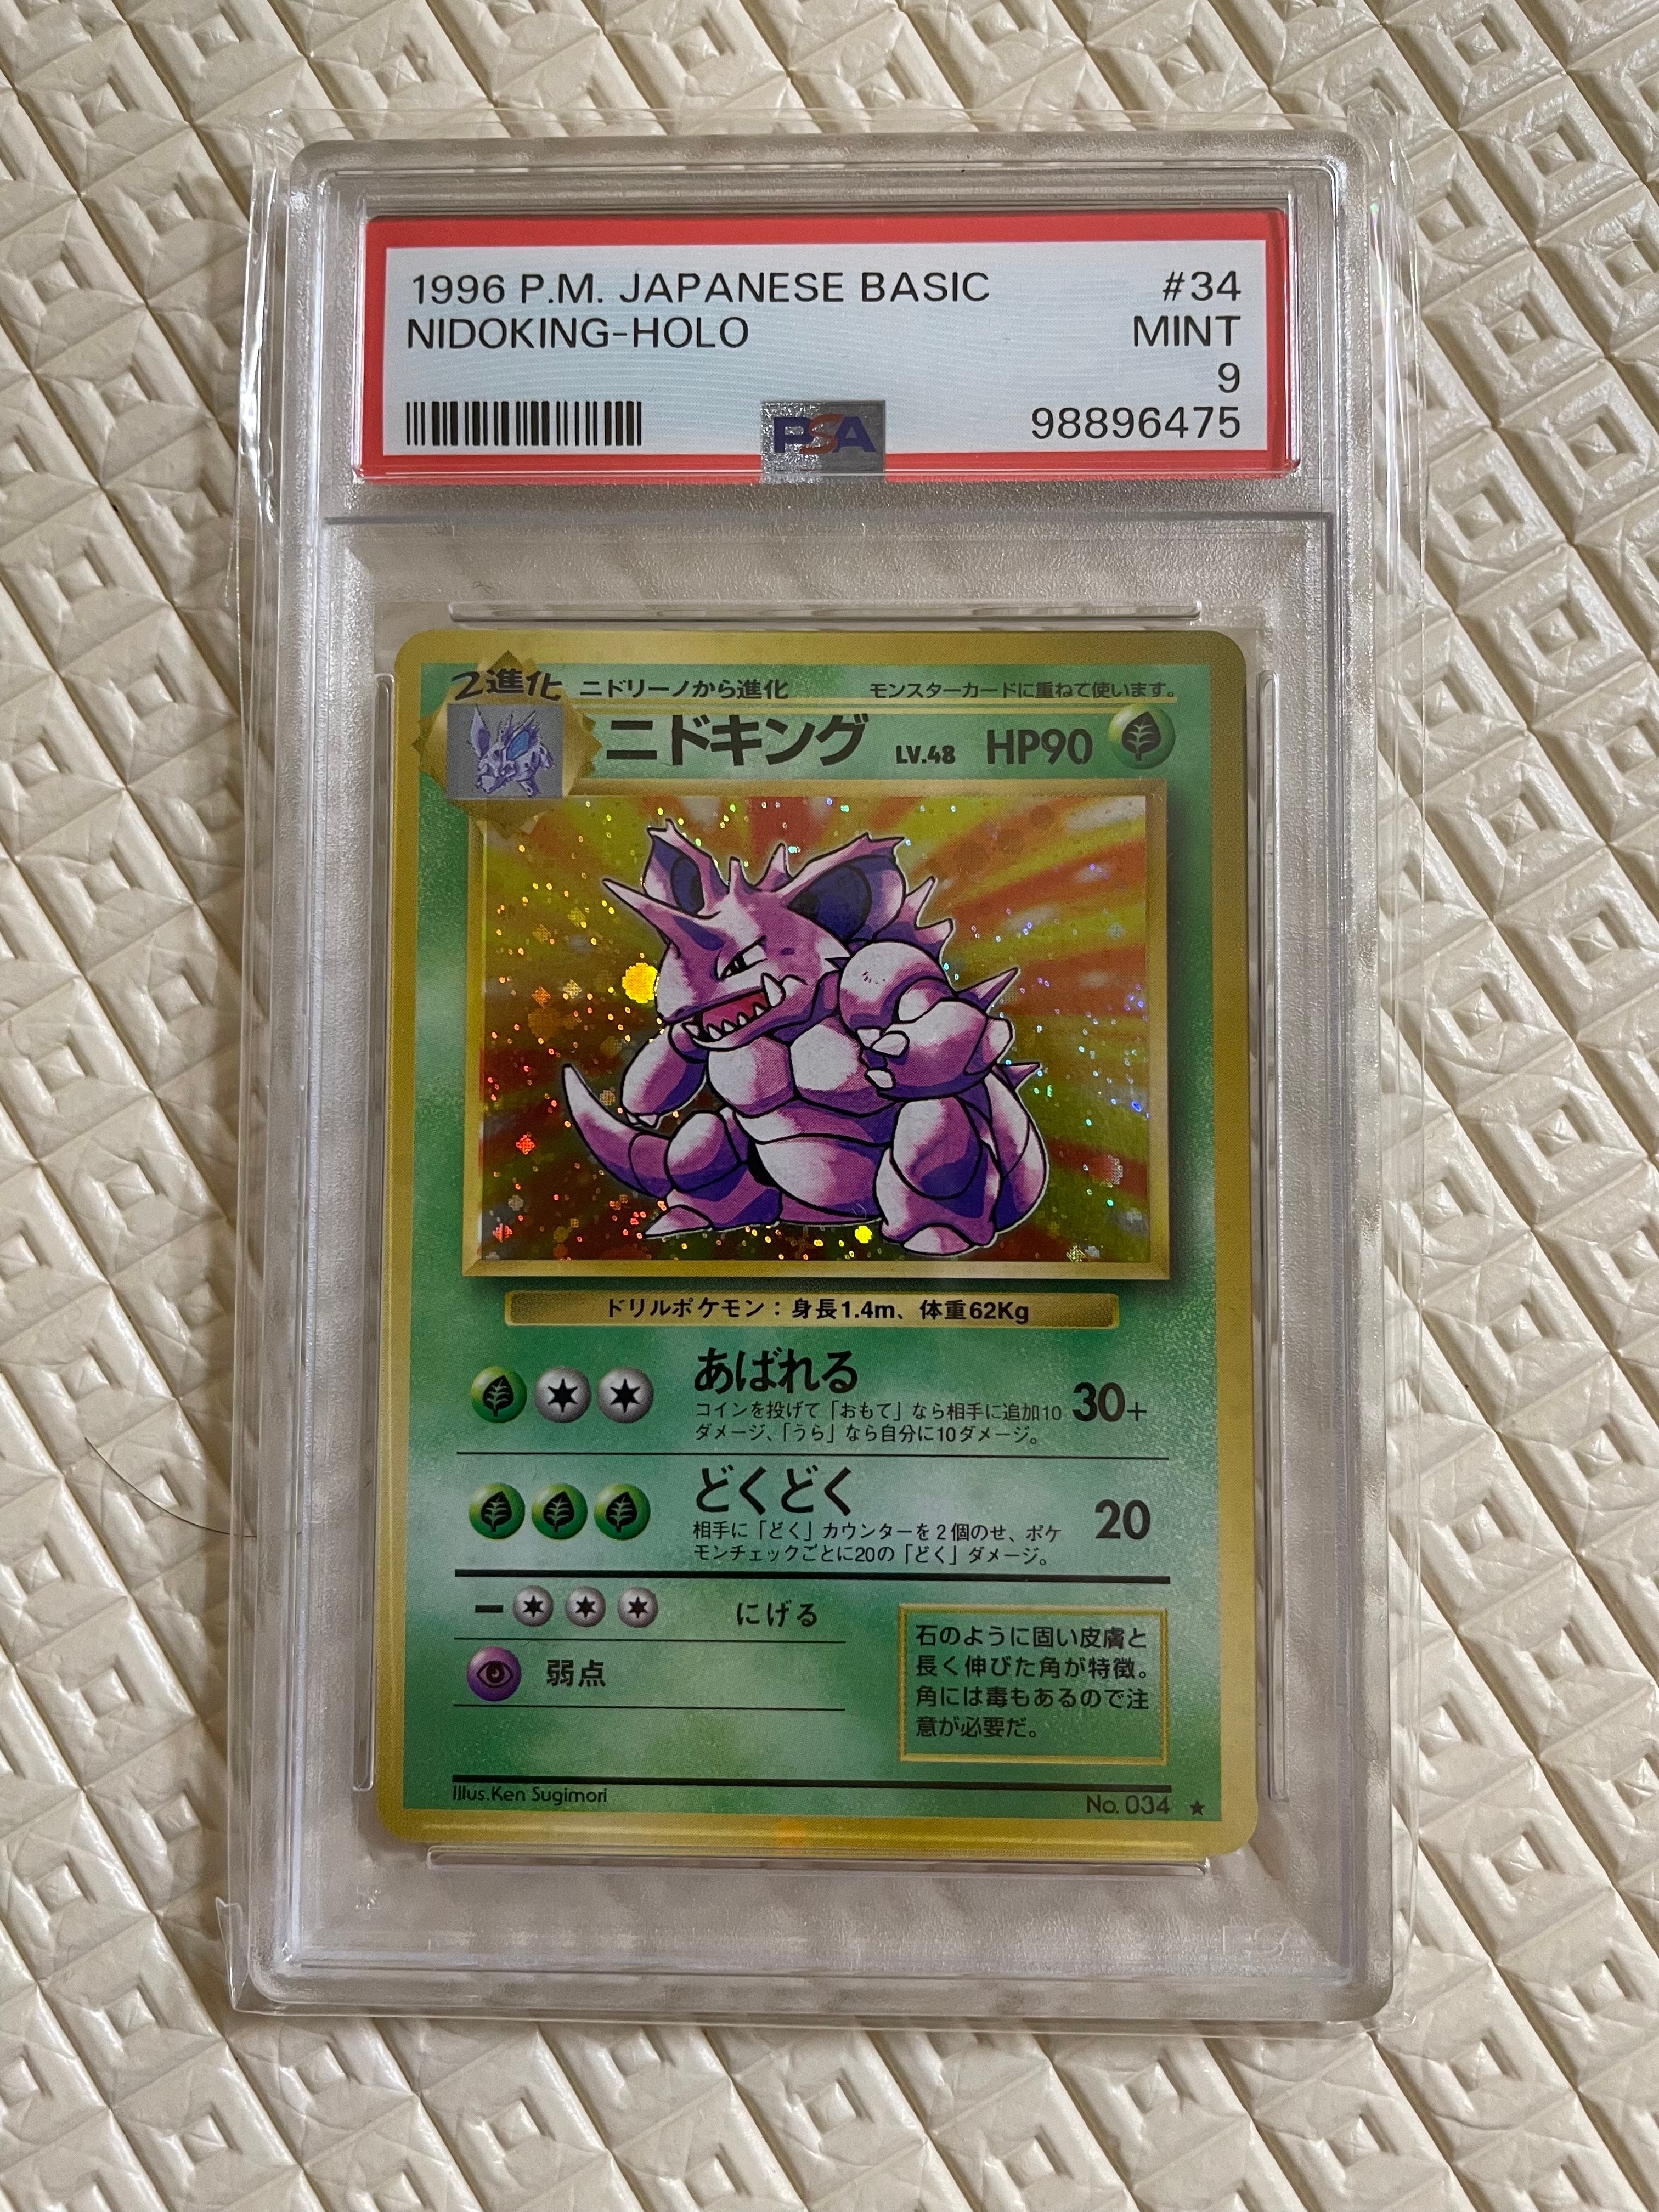 1996 P.M. JAPANESE BASIC #34
NIDOKING-HOLO MINT
9
PSA 98896475
2進化 ニドリーノから進化 モンスターカードに重ねて使います。
ニドキング LV.48 HP90
ドリルポケモン：身長1.4m、体重62Kg
あばれる 30+
コインを投げて「おもて」なら相手に追加10
ダメージ、「うら」なら自分に10ダメージ。
どくどく 20
相手に「どく」カウンターを2個のせ、ポケ
モンチェックごとに20の「どく」ダメージ。
にげる
弱点
石のように固い皮膚と
長く伸びた角が特徴。
角には毒もあるので注
意が必要だ。
Illus.Ken Sugimori No. 034 ★